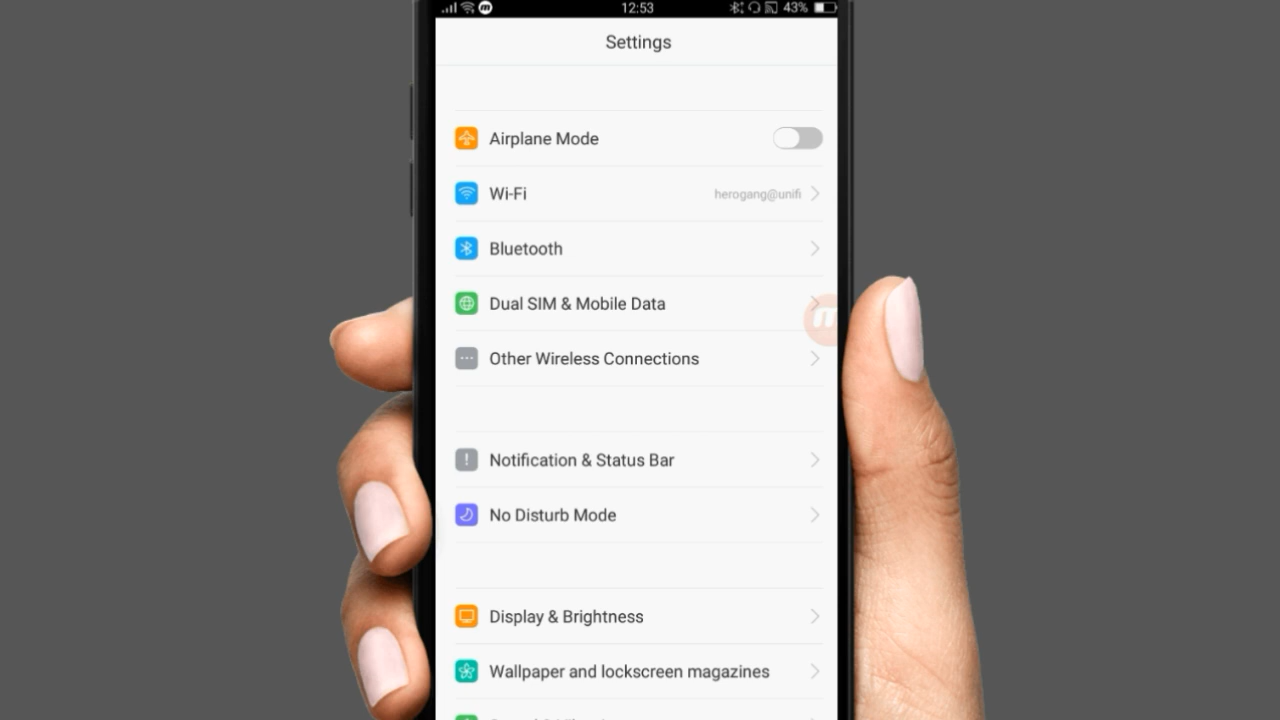 12:53
43%
Settings
Airplane Mode
Wi-Fi herogang@unifi
Bluetooth
Dual SIM & Mobile Data
Other Wireless Connections
Notification & Status Bar
No Disturb Mode
Display & Brightness
Wallpaper and lockscreen magazines